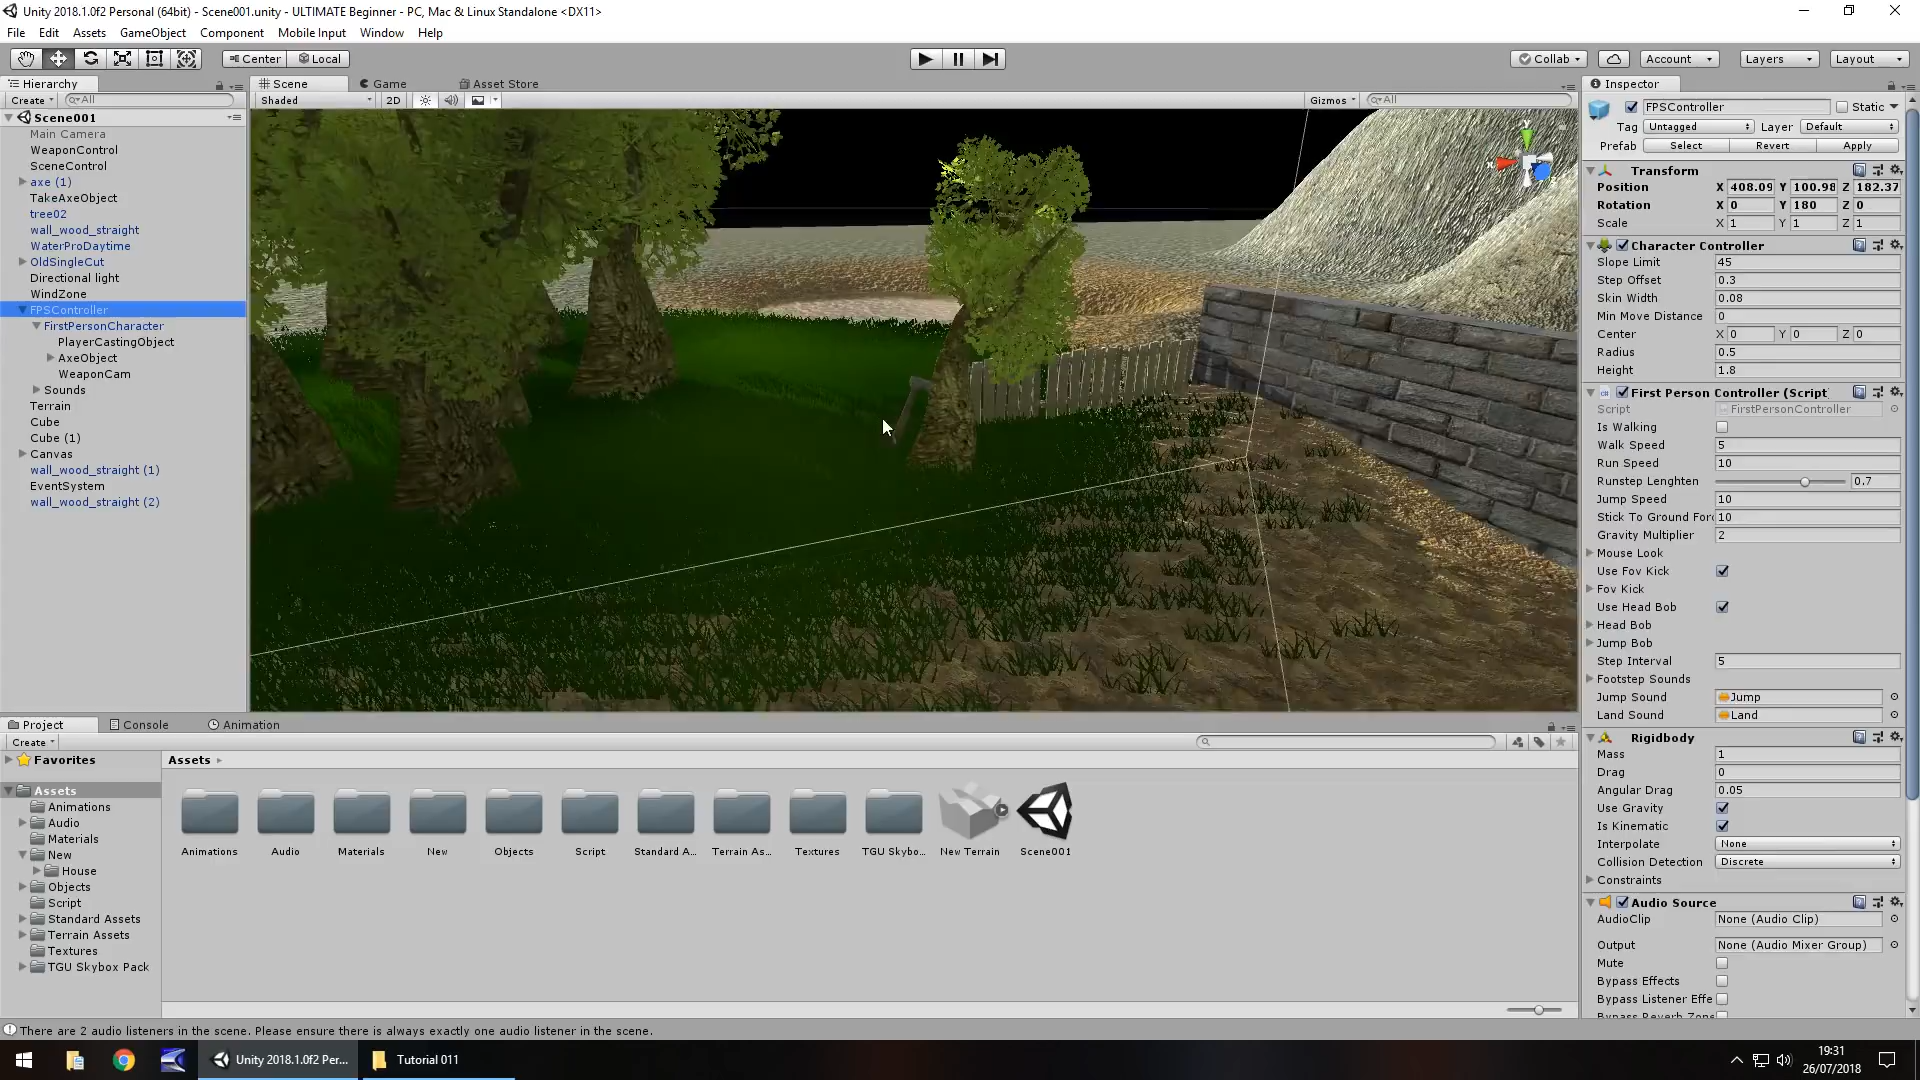 Unity 2018.1.0f2 Personal (64bit) - Scene001.unity - ULTIMATE Beginner - PC, Mac & Linux Standalone <DX11>
File Edit Assets GameObject Component Mobile Input Window Help
Center Local Collab Account Layers Layout
Hierarchy
Create All
Scene001
Main Camera
WeaponControl
SceneControl
axe (1)
TakeAxeObject
tree02
wall_wood_straight
WaterProDaytime
OldSingleCut
Directional light
WindZone
FPSController
FirstPersonCharacter
PlayerCastingObject
AxeObject
WeaponCam
Sounds
Terrain
Cube
Cube (1)
Canvas
wall_wood_straight (1)
EventSystem
wall_wood_straight (2)
Scene Game Asset Store
Shaded 2D Gizmos All
Inspector
FPSController Static
Tag Untagged Layer Default
Prefab Select Revert Apply
Transform
Position X 408.09 Y 100.98 Z 182.37
Rotation X 0 Y 180 Z 0
Scale X 1 Y 1 Z 1
Character Controller
Slope Limit 45
Step Offset 0.3
Skin Width 0.08
Min Move Distance 0
Center X 0 Y 0 Z 0
Radius 0.5
Height 1.8
First Person Controller (Script)
Script FirstPersonController
Is Walking
Walk Speed 5
Run Speed 10
Runstep Lenghten 0.7
Jump Speed 10
Stick To Ground For 10
Gravity Multiplier 2
Mouse Look
Use Fov Kick
Fov Kick
Use Head Bob
Head Bob
Jump Bob
Step Interval 5
Footstep Sounds
Jump Sound Jump
Land Sound Land
Rigidbody
Mass 1
Drag 0
Angular Drag 0.05
Use Gravity
Is Kinematic
Interpolate None
Collision Detection Discrete
Constraints
Audio Source
AudioClip None (Audio Clip)
Output None (Audio Mixer Group)
Mute
Bypass Effects
Bypass Listener Effe
Bypass Reverb Zone
Project Console Animation
Create
Favorites
Assets
Animations
Audio
Materials
New
House
Objects
Script
Standard Assets
Terrain Assets
Textures
TGU Skybox Pack
Assets
Animations Audio Materials New Objects Script Standard A... Terrain As... Textures TGU Skybo... New Terrain Scene001
There are 2 audio listeners in the scene. Please ensure there is always exactly one audio listener in the scene.
Unity 2018.1.0f2 Per... Tutorial 011
19:31
26/07/2018